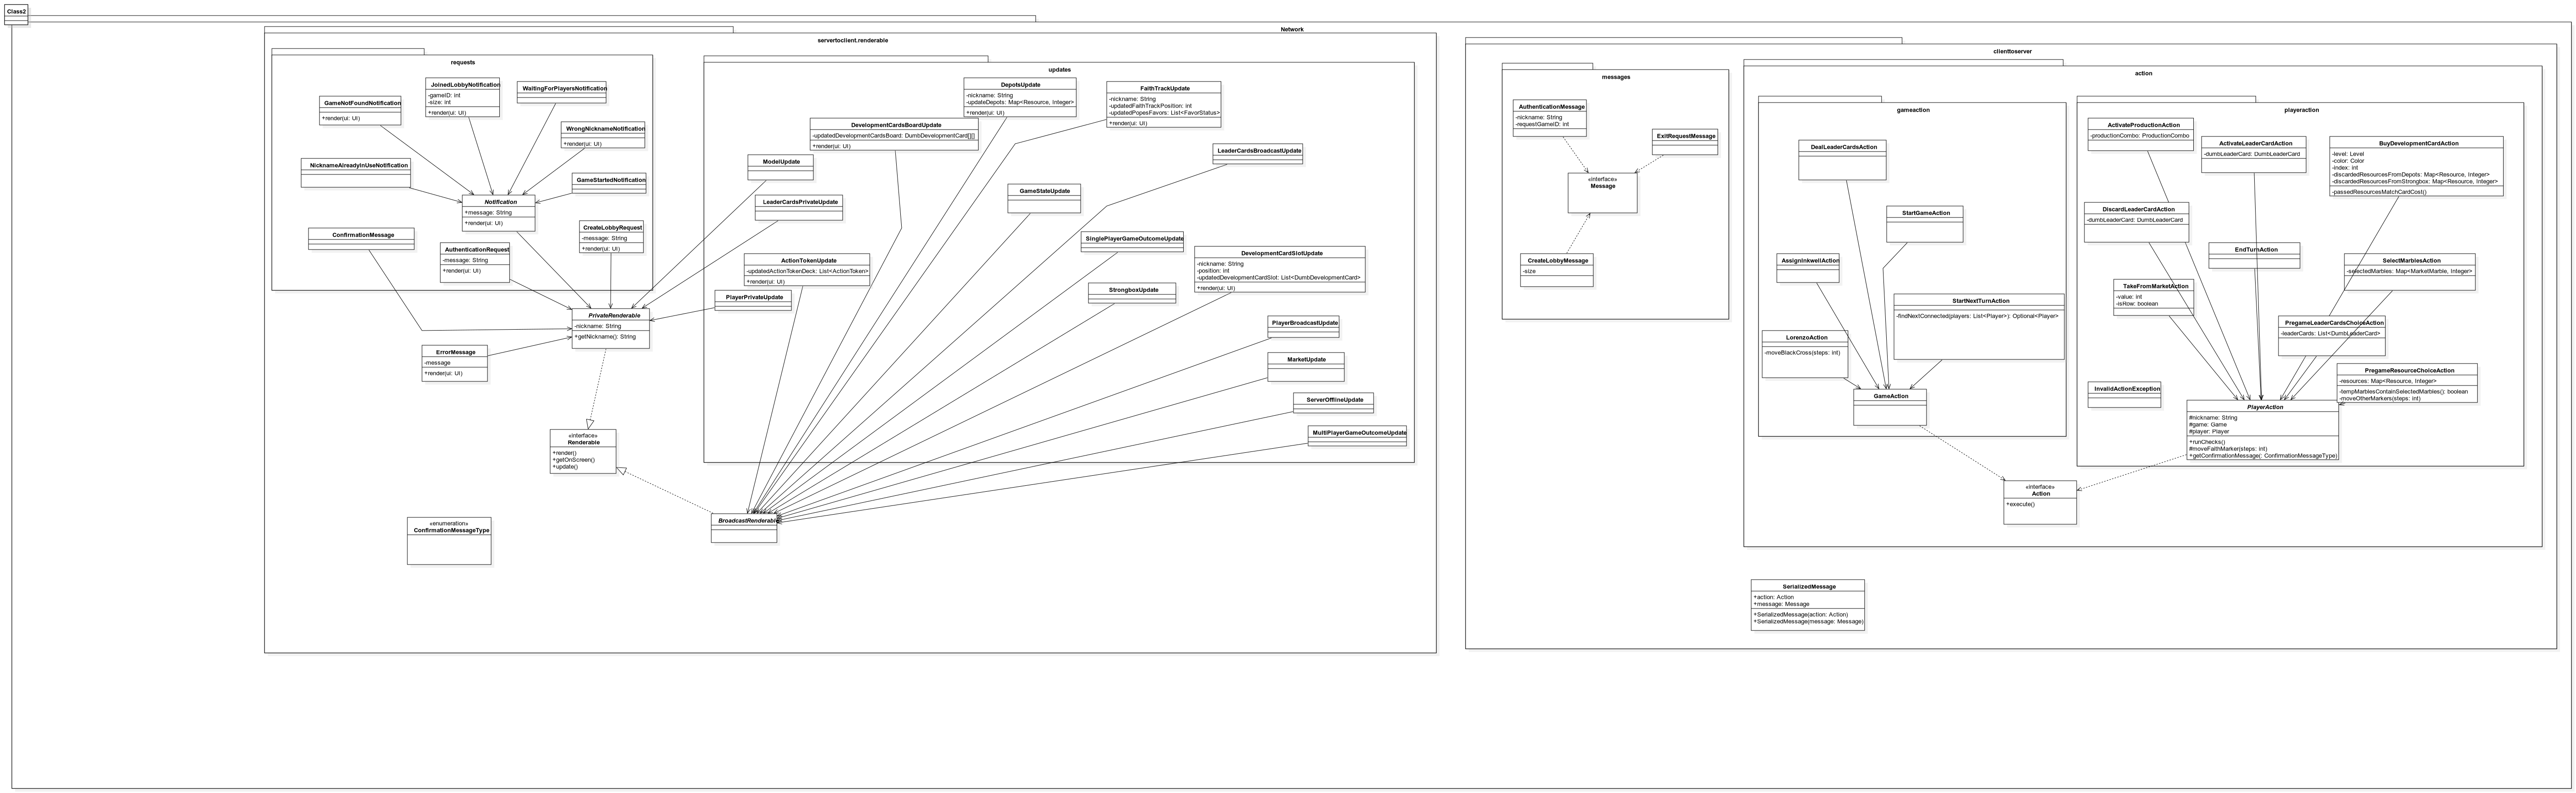 Class2
Network
servertoclient.renderable
requests
GameNotFoundNotification
+render(ui: UI)
JoinedLobbyNotification
-gameID: int
-size: int
+render(ui: UI)
WaitingForPlayersNotification
WrongNicknameNotification
+render(ui: UI)
NicknameAlreadyInUseNotification
GameStartedNotification
Notification
+message: String
+render(ui: UI)
ConfirmationMessage
AuthenticationRequest
-message: String
+render(ui: UI)
CreateLobbyRequest
-message: String
+render(ui: UI)
PrivateRenderable
-nickname: String
+getNickname(): String
ErrorMessage
-message
+render(ui: UI)
«interface»
Renderable
+render()
+getOnScreen()
+update()
«enumeration»
ConfirmationMessageType
BroadcastRenderable
updates
DepotsUpdate
-nickname: String
-updateDepots: Map<Resource, Integer>
+render(ui: UI)
FaithTrackUpdate
-nickname: String
-updatedFaithTrackPosition: int
-updatedPopesFavors: List<FavorStatus>
+render(ui: UI)
DevelopmentCardsBoardUpdate
-updatedDevelopmentCardsBoard: DumbDevelopmentCard[][]
+render(ui: UI)
ModelUpdate
LeaderCardsBroadcastUpdate
GameStateUpdate
LeaderCardsPrivateUpdate
SinglePlayerGameOutcomeUpdate
ActionTokenUpdate
-updatedActionTokenDeck: List<ActionToken>
+render(ui: UI)
DevelopmentCardSlotUpdate
-nickname: String
-position: int
-updatedDevelopmentCardSlot: List<DumbDevelopmentCard>
+render(ui: UI)
StrongboxUpdate
PlayerPrivateUpdate
PlayerBroadcastUpdate
MarketUpdate
ServerOfflineUpdate
MultiPlayerGameOutcomeUpdate
clienttoserver
messages
AuthenticationMessage
-nickname: String
-requestGameID: int
ExitRequestMessage
«interface»
Message
CreateLobbyMessage
-size
action
gameaction
DealLeaderCardsAction
StartGameAction
AssignInkwellAction
StartNextTurnAction
-findNextConnected(players: List<Player>): Optional<Player>
LorenzoAction
-moveBlackCross(steps: int)
GameAction
playeraction
ActivateProductionAction
-productionCombo: ProductionCombo
ActivateLeaderCardAction
-dumbLeaderCard: DumbLeaderCard
BuyDevelopmentCardAction
-level: Level
-color: Color
-index: int
-discardedResourcesFromDepots: Map<Resource, Integer>
-discardedResourcesFromStrongbox: Map<Resource, Integer>
-passedResourcesMatchCardCost()
DiscardLeaderCardAction
-dumbLeaderCard: DumbLeaderCard
EndTurnAction
SelectMarblesAction
-selectedMarbles: Map<MarketMarble, Integer>
TakeFromMarketAction
-value: int
-isRow: boolean
PregameLeaderCardsChoiceAction
-leaderCards: List<DumbLeaderCard>
PregameResourceChoiceAction
-resources: Map<Resource, Integer>
-tempMarblesContainSelectedMarbles(): boolean
-moveOtherMarkers(steps: int)
InvalidActionException
PlayerAction
#nickname: String
#game: Game
#player: Player
+runChecks()
#moveFaithMarker(steps: int)
+getConfirmationMessage(: ConfirmationMessageType)
«interface»
Action
+execute()
SerializedMessage
+action: Action
+message: Message
+SerializedMessage(action: Action)
+SerializedMessage(message: Message)